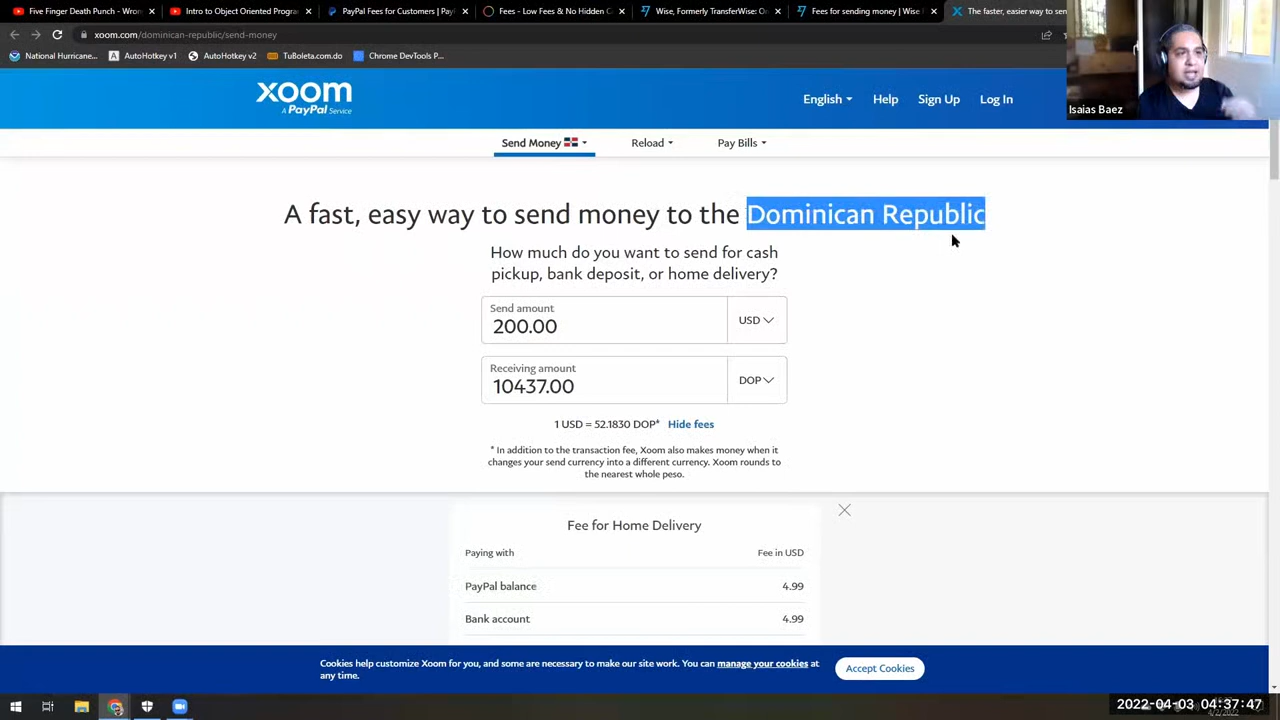 Five Finger Death Punch - Wron
Intro to Object Oriented Progra
PayPal Fees for Customers | Pay
Fees - Low Fees & No Hidden C
Wise, Formerly TransferWise: O
Fees for sending money | Wise
The faster, easier way to sen
xoom.com/dominican-republic/send-money
National Hurricane...
AutoHotkey v1
AutoHotkey v2
TuBoleta.com.do
Chrome DevTools P...
xoom
A PayPal Service
English
Help
Sign Up
Log In
Isaias Baez
Send Money
Reload
Pay Bills
A fast, easy way to send money to the Dominican Republic
How much do you want to send for cash
pickup, bank deposit, or home delivery?
Send amount
200.00
USD
Receiving amount
10437.00
DOP
1 USD = 52.1830 DOP* Hide fees
* In addition to the transaction fee, Xoom also makes money when it
changes your send currency into a different currency. Xoom rounds to
the nearest whole peso.
Fee for Home Delivery
Paying with
Fee in USD
PayPal balance
4.99
Bank account
4.99
Cookies help customize Xoom for you, and some are necessary to make our site work. You can manage your cookies at
any time.
Accept Cookies
2022-04-03 04:37:47